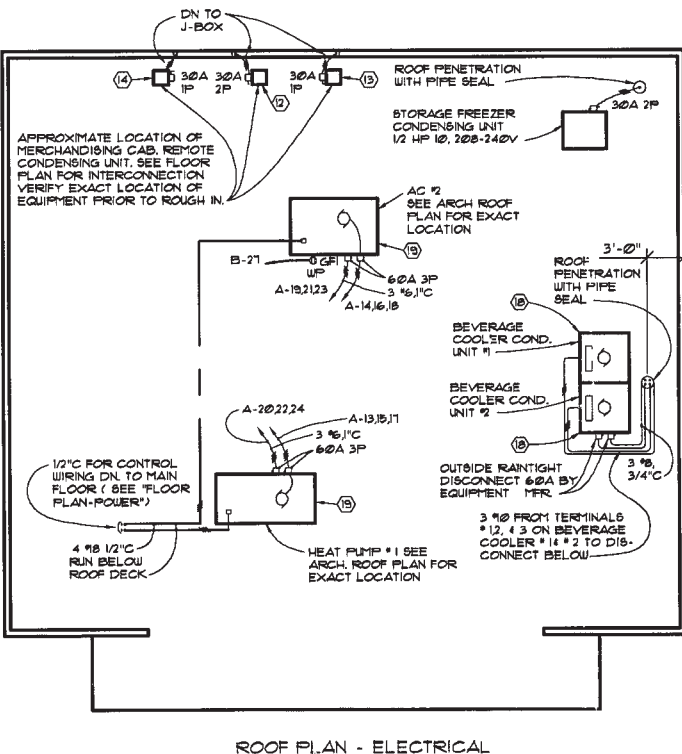 DN TO
J-BOX
14
30A
1P
30A
2P
12
30A
1P
13
ROOF PENETRATION
WITH PIPE SEAL
30A 2P
STORAGE FREEZER
CONDENSING UNIT
1/2 HP 1Ø, 208-240V
APPROXIMATE LOCATION OF
MERCHANDISING CAB. REMOTE
CONDENSING UNIT. SEE FLOOR
PLAN FOR INTERCONNECTION
VERIFY EXACT LOCATION OF
EQUIPMENT PRIOR TO ROUGH IN.
AC #2
SEE ARCH ROOF
PLAN FOR EXACT
LOCATION
19
B-27
GFI
WP
60A 3P
3 #6,1"C
A-19,21,23
A-14,16,18
3'-0"
ROOF
PENETRATION
WITH PIPE
SEAL
18
BEVERAGE
COOLER COND.
UNIT #1
BEVERAGE
COOLER COND.
UNIT #2
18
OUTSIDE RAINTIGHT
DISCONNECT 60A BY
EQUIPMENT MFR.
3 #8,
3/4"C
3 #10 FROM TERMINALS
#1,2, & 3 ON BEVERAGE
COOLER #1 & #2 TO DIS-
CONNECT BELOW
A-20,22,24
A-13,15,17
3 #6,1"C
60A 3P
19
1/2"C FOR CONTROL
WIRING DN. TO MAIN
FLOOR ( SEE "FLOOR
PLAN-POWER")
4 #18 1/2"C
RUN BELOW
ROOF DECK
HEAT PUMP #1 SEE
ARCH. ROOF PLAN FOR
EXACT LOCATION
ROOF PLAN - ELECTRICAL